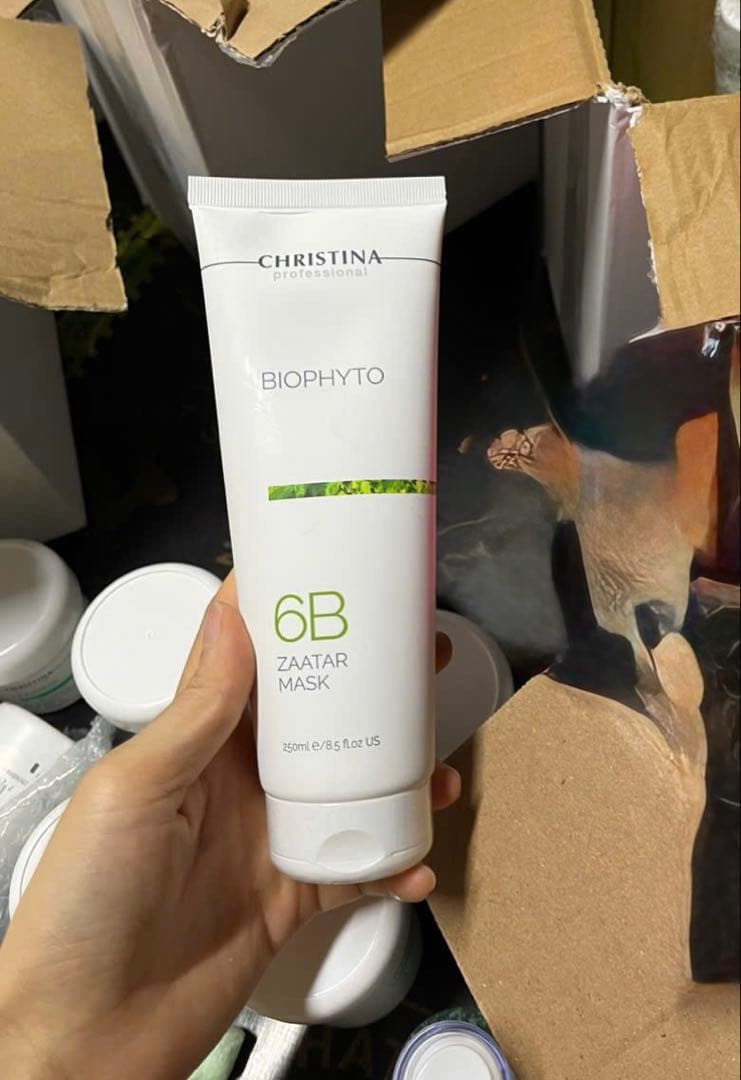 CHRISTINA
professional
BIOPHYTO
6B
ZAATAR
MASK
250ml e/8.5 fl.oz US